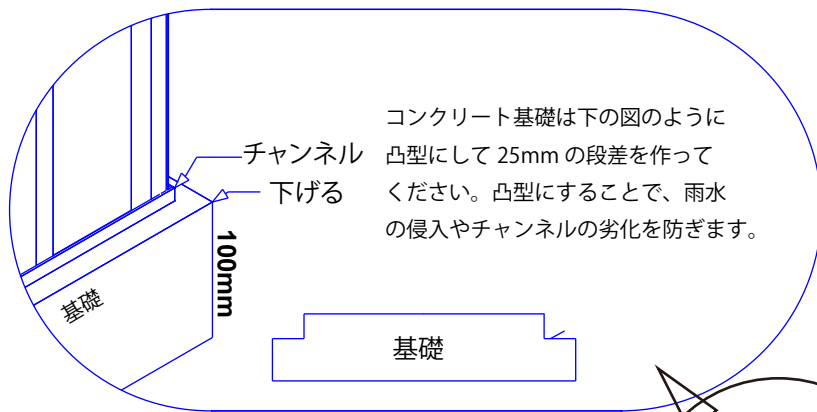 チャンネル
下げる
100mm
基礎
コンクリート基礎は下の図のように
凸型にして 25mm の段差を作って
ください。凸型にすることで、雨水
の侵入やチャンネルの劣化を防ぎます。
基礎